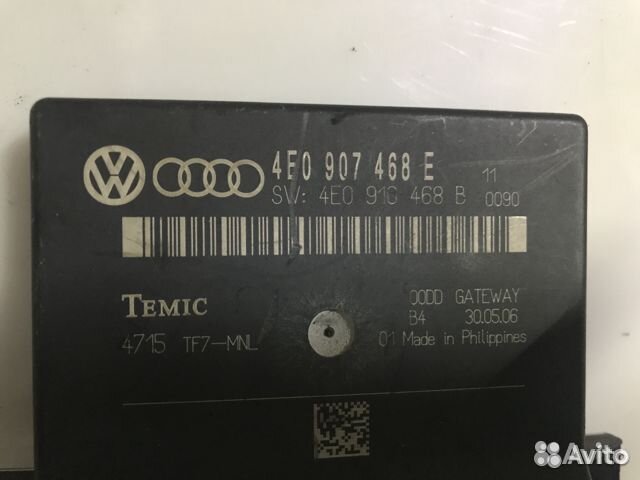 4E0 907 468 E
SW: 4E0 910 468 B
11
0090
TEMIC
00DD GATEWAY
B4 30.05.06
4715 TF7-MNL
01 Made in Philippines
Avito